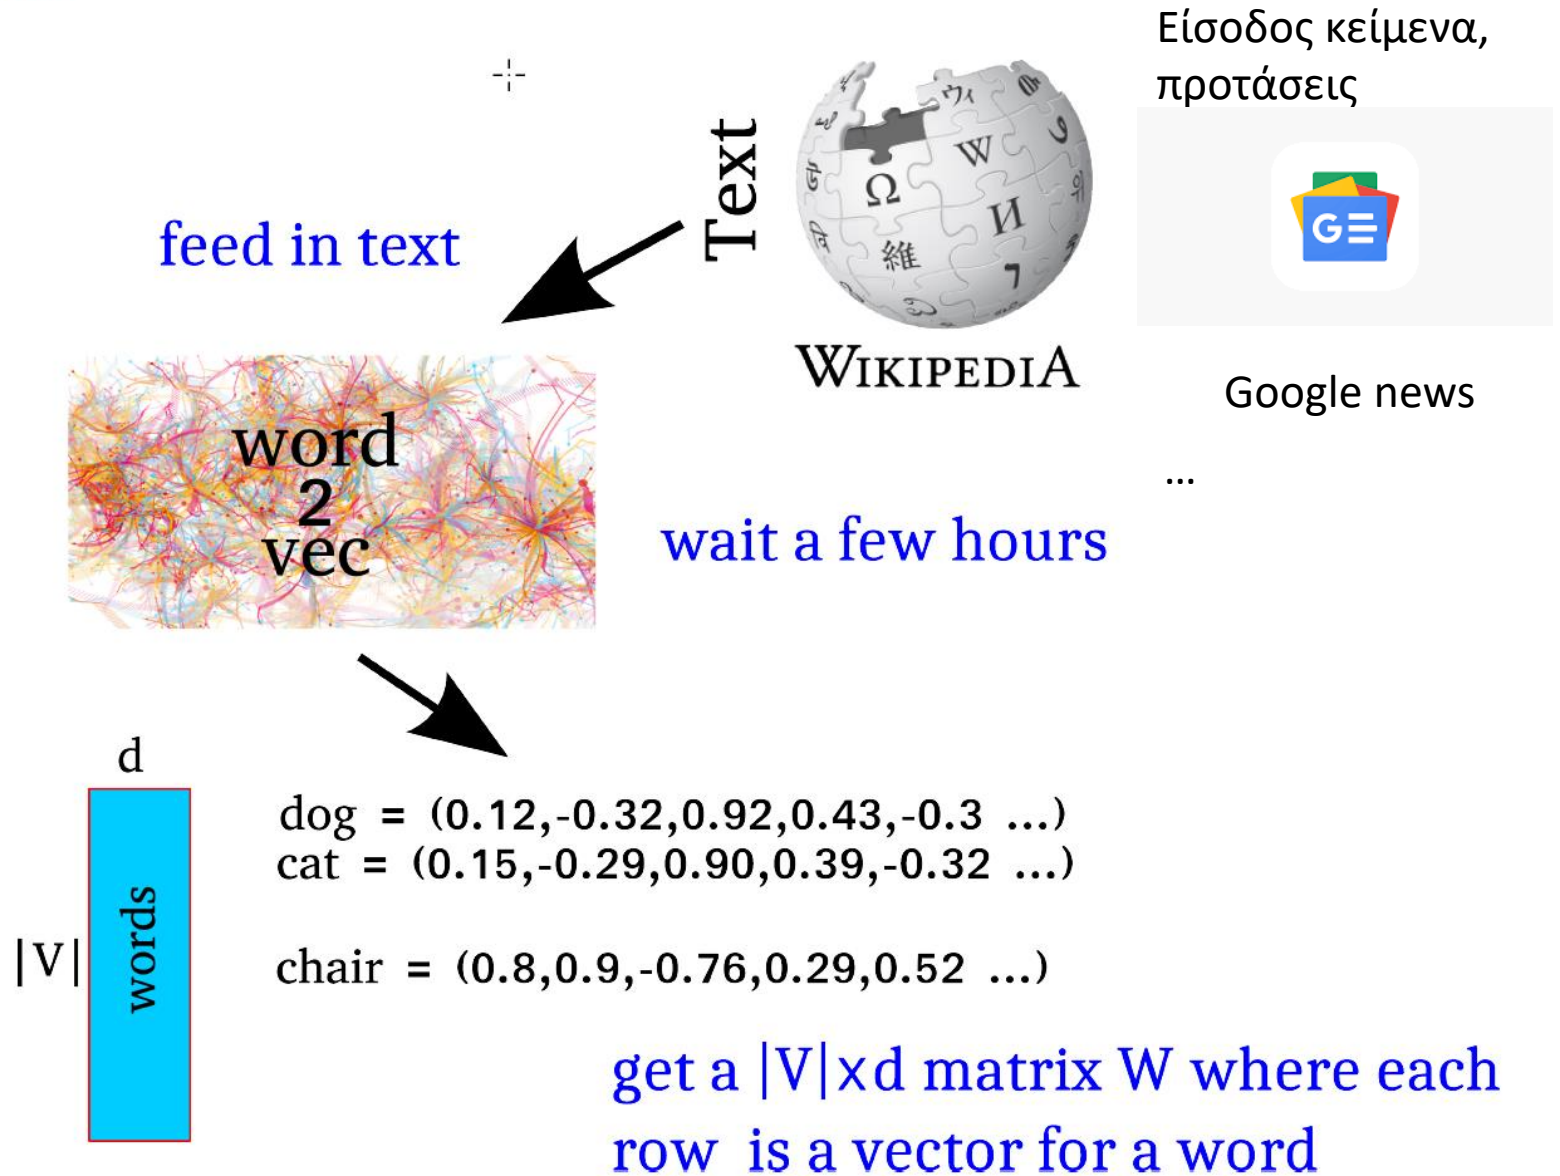 Είσοδος κείμενα,
προτάσεις
Text
Ω
W
И
維
ウィ
WIKIPEDIA
G
Google news
...
feed in text
word
2
vec
wait a few hours
d
|V|
words
dog = (0.12,-0.32,0.92,0.43,-0.3 ...)
cat = (0.15,-0.29,0.90,0.39,-0.32 ...)
chair = (0.8,0.9,-0.76,0.29,0.52 ...)
get a |V|×d matrix W where each
row is a vector for a word